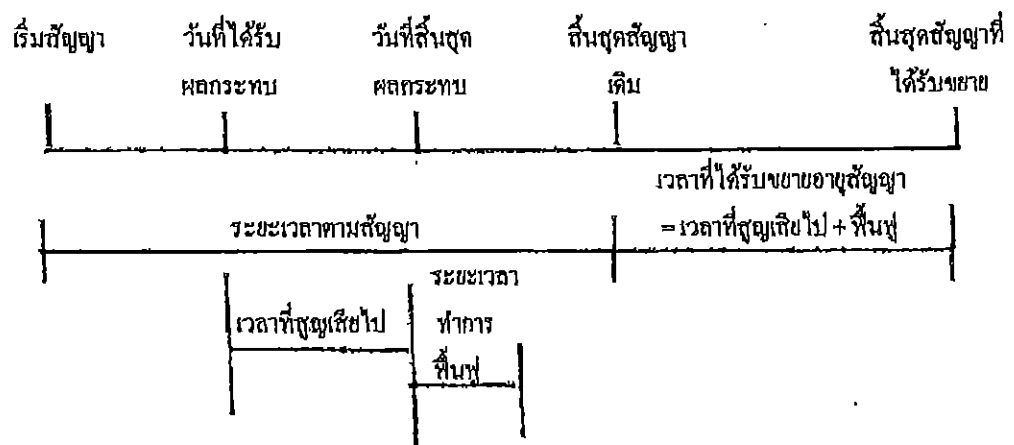 เริ่มสัญญา วันที่ได้รับ วันที่สิ้นสุด สิ้นสุดสัญญา สิ้นสุดสัญญาที่
ผลกระทบ ผลกระทบ เดิม ได้รับขยาย
เวลาที่ได้รับขยายอายุสัญญา
ระยะเวลาตามสัญญา = เวลาที่สูญเสียไป + ฟื้นฟู
ระยะเวลา
เวลาที่สูญเสียไป ทำการ
ฟื้นฟู